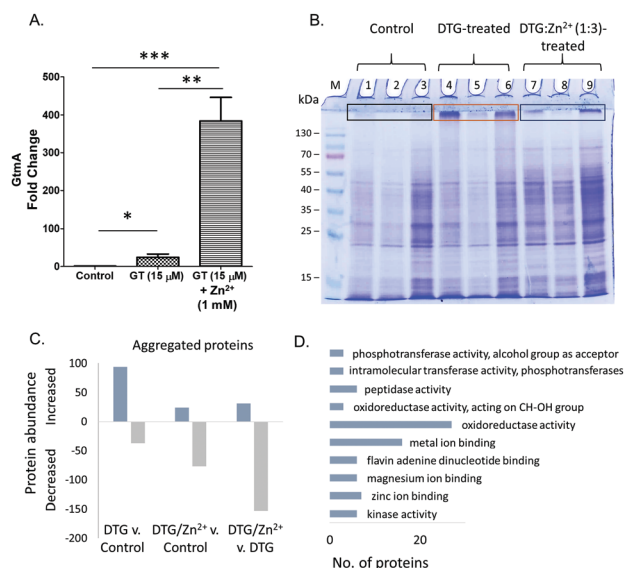 A.
***
**
*
500
400
300
200
100
0
GtmA
Fold Change
Control
GT (15 μM)
GT (15 μM)
+ Zn²⁺
(1 mM)
B.
Control
DTG-treated
DTG:Zn²⁺ (1:3)-
treated
M 1 2 3 4 5 6 7 8 9
kDa
130
70
55
40
35
25
15
C.
Aggregated proteins
100
50
0
-50
-100
-150
-200
Protein abundance
Decreased Increased
DTG v.
Control
DTG/Zn²⁺ v.
Control
DTG/Zn²⁺
v. DTG
D.
phosphotransferase activity, alcohol group as acceptor
intramolecular transferase activity, phosphotransferases
peptidase activity
oxidoreductase activity, acting on CH-OH group
oxidoreductase activity
metal ion binding
flavin adenine dinucleotide binding
magnesium ion binding
zinc ion binding
kinase activity
0 20
No. of proteins